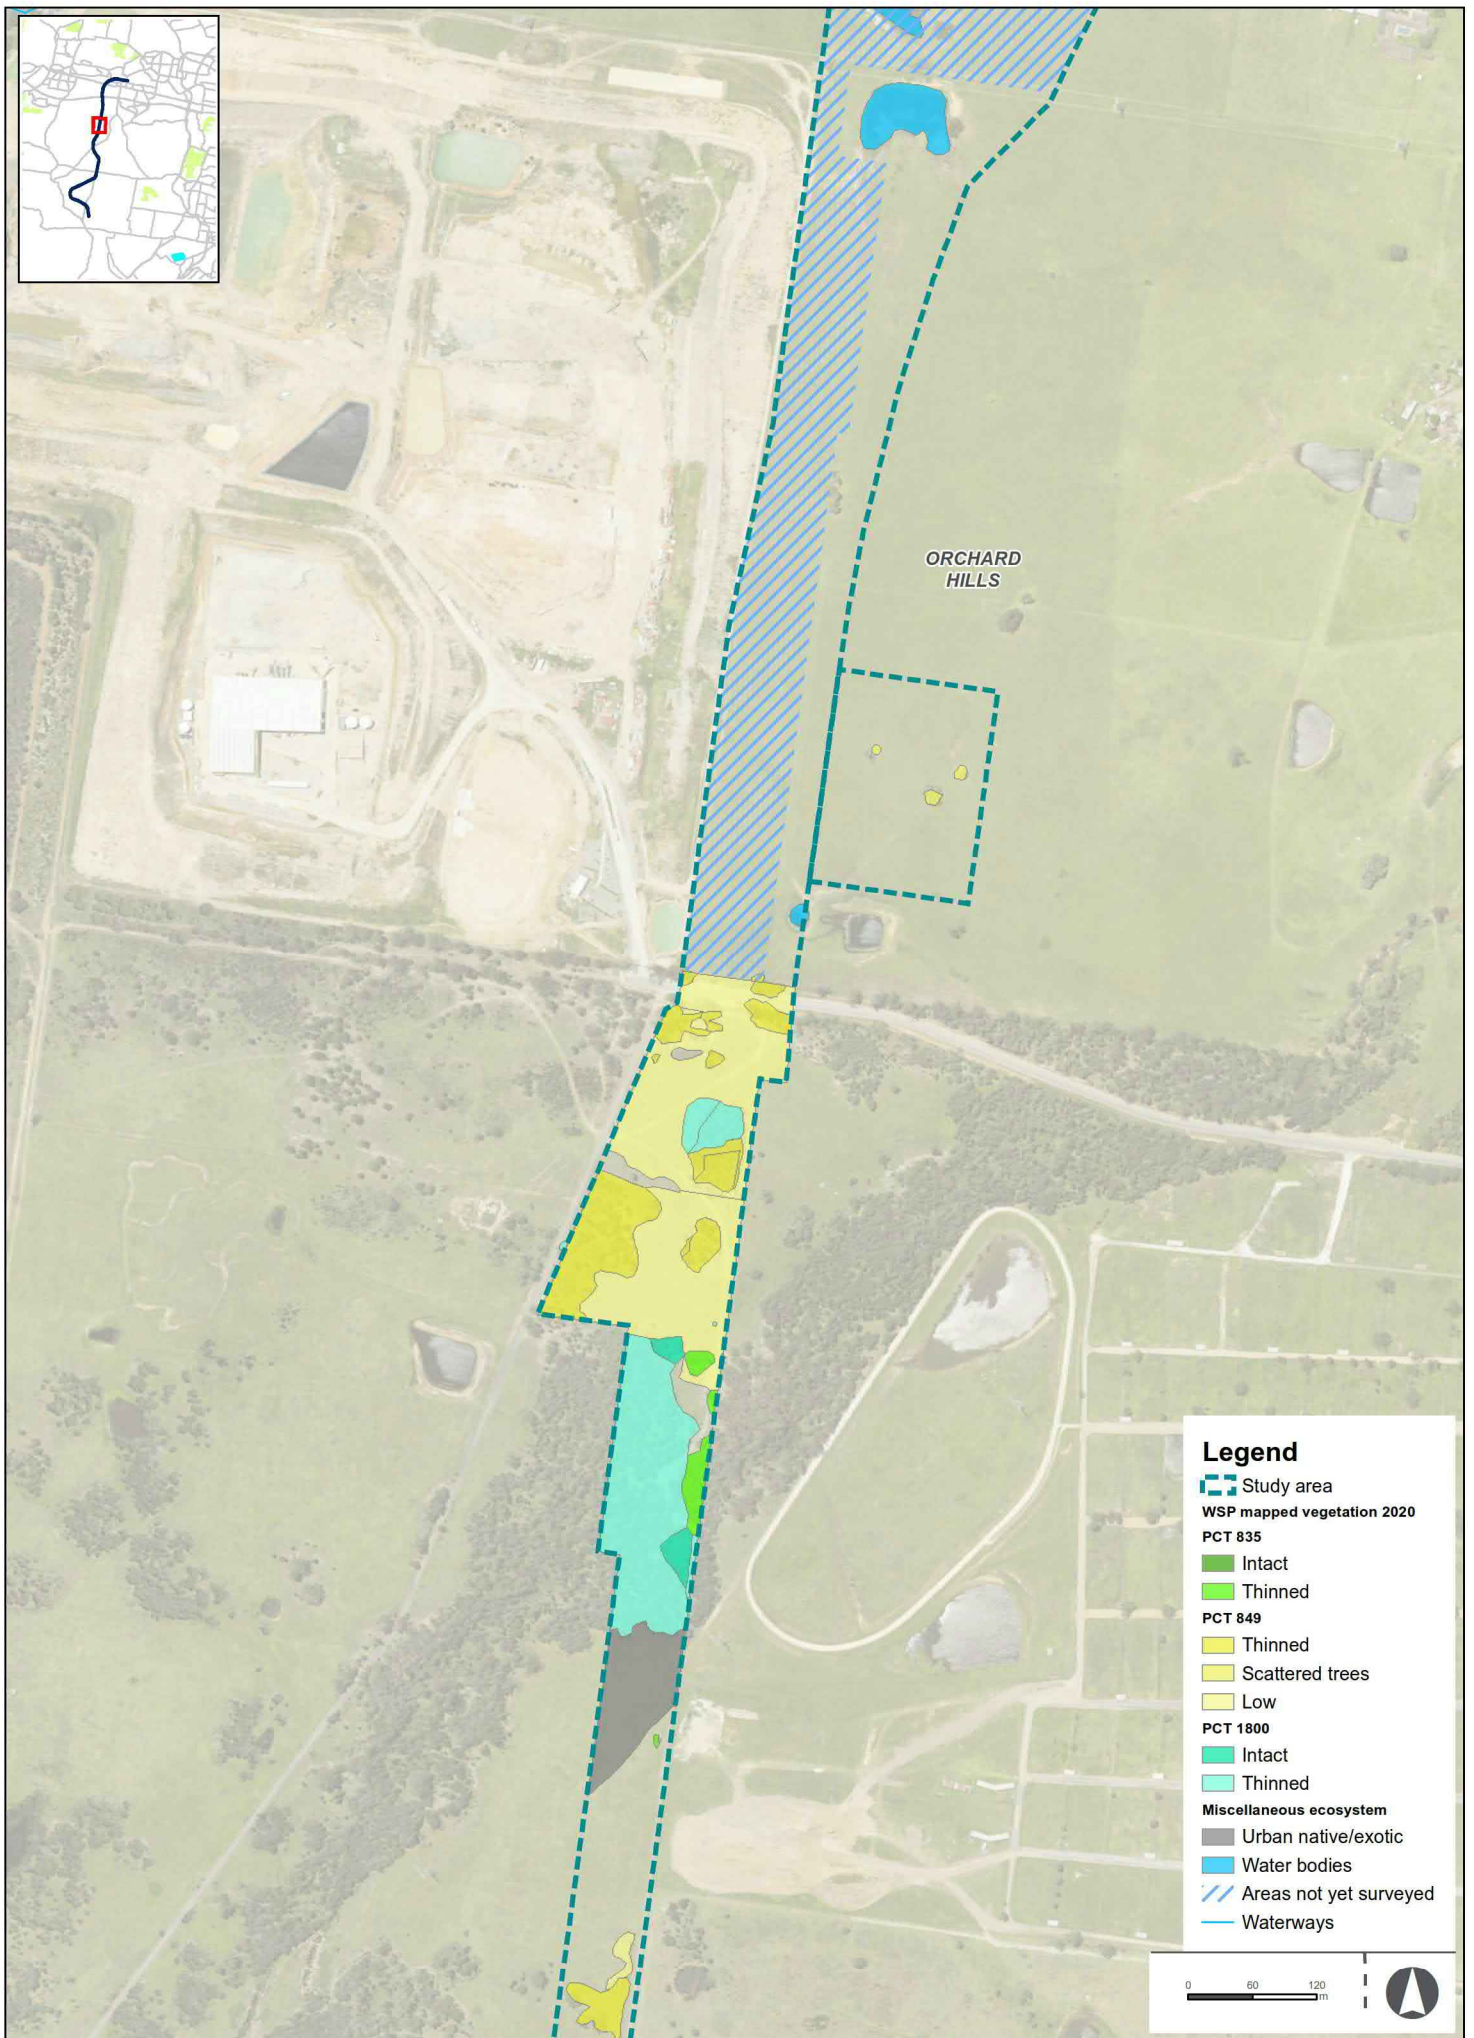 ORCHARD
HILLS
Legend
Study area
WSP mapped vegetation 2020
PCT 835
Intact
Thinned
PCT 849
Thinned
Scattered trees
Low
PCT 1800
Intact
Thinned
Miscellaneous ecosystem
Urban native/exotic
Water bodies
Areas not yet surveyed
Waterways
0 60 120
m